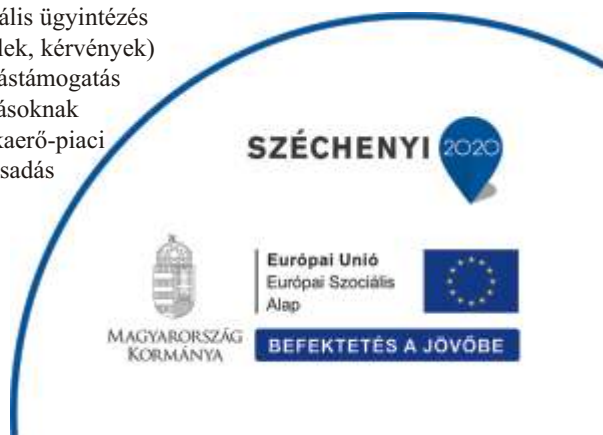 ális ügyintézés
lek, kérvények)
ástámogatás
ásoknak
kaerő-piaci
sadás
SZÉCHENYI 2020
MAGYARORSZÁG
KORMÁNYA
Európai Unió
Európai Szociális
Alap
BEFEKTETÉS A JÖVŐBE